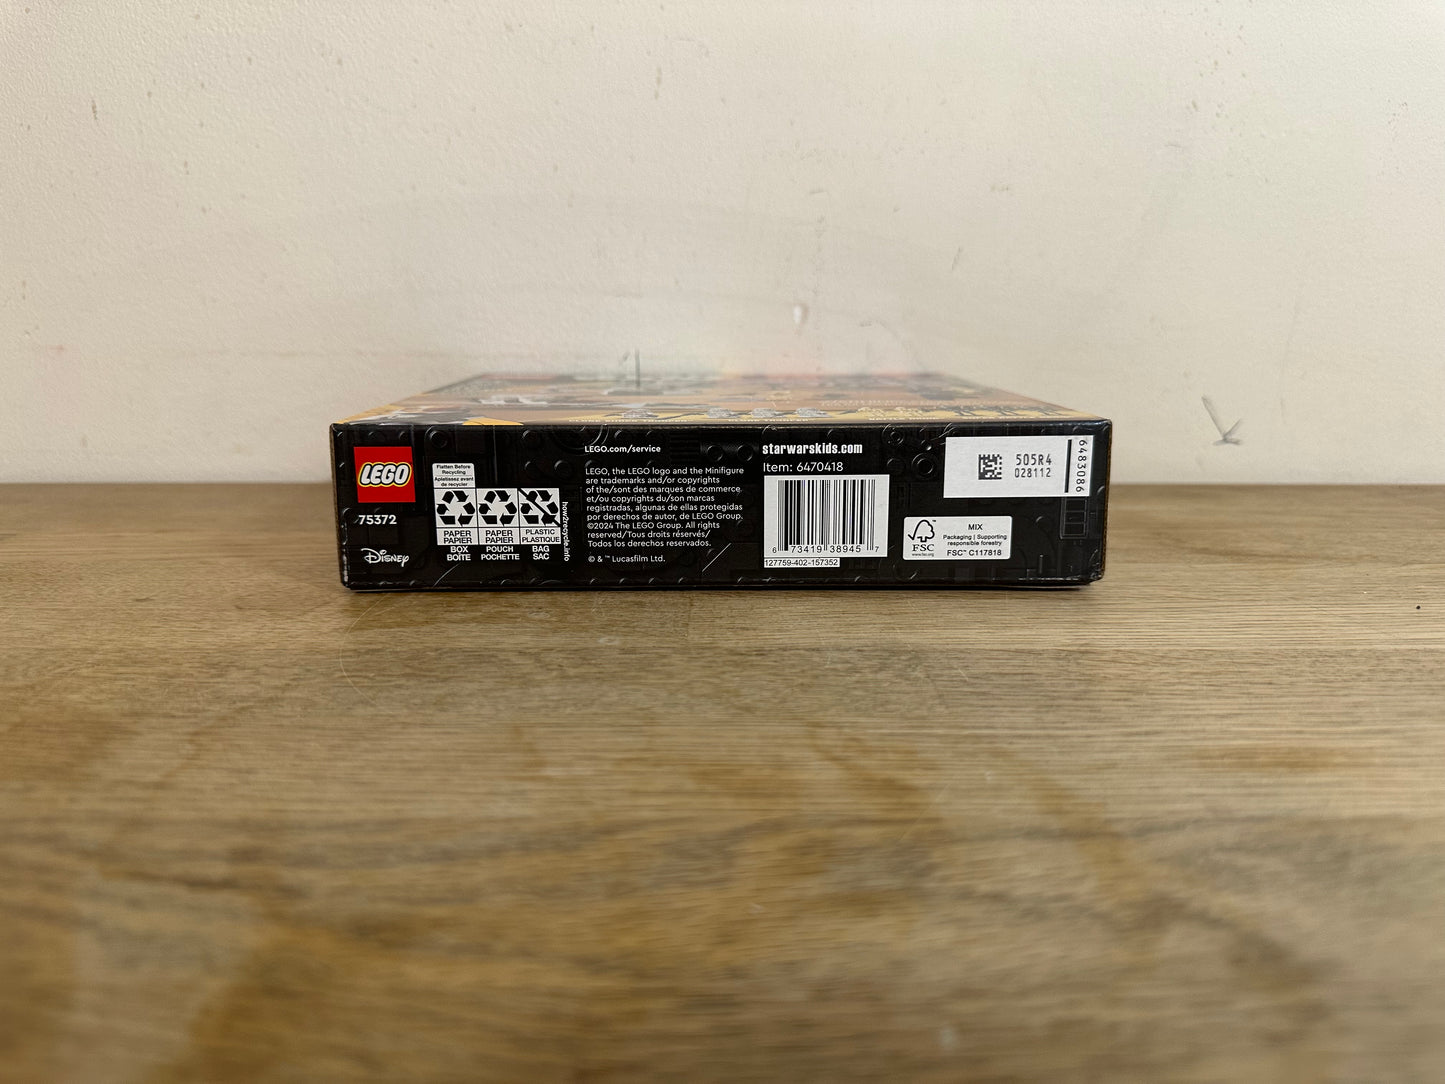 LEGO
75372
Disney
Flatten Before
Recycling
Aplatissez avant
de recycler
PAPER
PAPIER
BOX
BOÎTE
PAPER
PAPIER
POUCH
POCHETTE
PLASTIC
PLASTIQUE
BAG
SAC
how2recycle.info
LEGO.com/service
LEGO, the LEGO logo and the Minifigure
are trademarks and/or copyrights
of the/sont des marques de commerce
et/ou copyrights du/son marcas
registradas, algunas de ellas protegidas
por derechos de autor, de LEGO Group.
©2024 The LEGO Group. All rights
reserved/Tous droits réservés/
Todos los derechos reservados.
© & ™ Lucasfilm Ltd.
starwarskids.com
Item: 6470418
6 73419 38945 7
127759-402-157352
505R4
028112
6483086
FSC
www.fsc.org
MIX
Packaging | Supporting
responsible forestry
FSC™ C117818